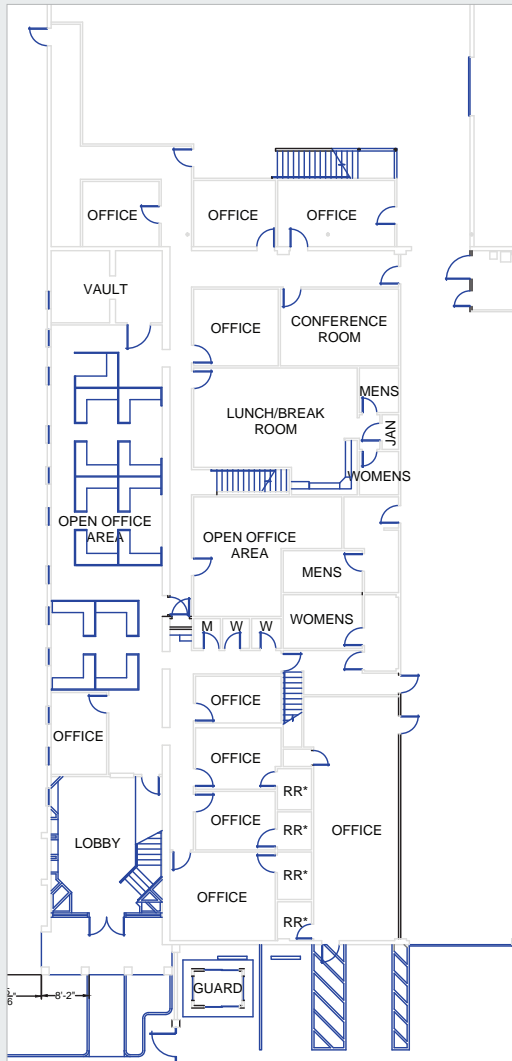 OFFICE
OFFICE
OFFICE
VAULT
OFFICE
CONFERENCE
ROOM
MENS
LUNCH/BREAK
ROOM
JAN
WOMENS
OPEN OFFICE
AREA
OPEN OFFICE
AREA
MENS
WOMENS
M
W
W
OFFICE
OFFICE
OFFICE
RR*
OFFICE
RR*
OFFICE
LOBBY
RR*
OFFICE
RR*
GUARD
8'-2"